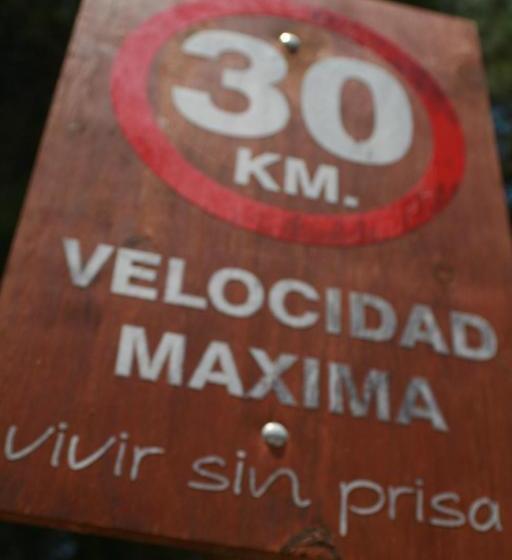 30
KM.
VELOCIDAD
MAXIMA
vivir sin prisa